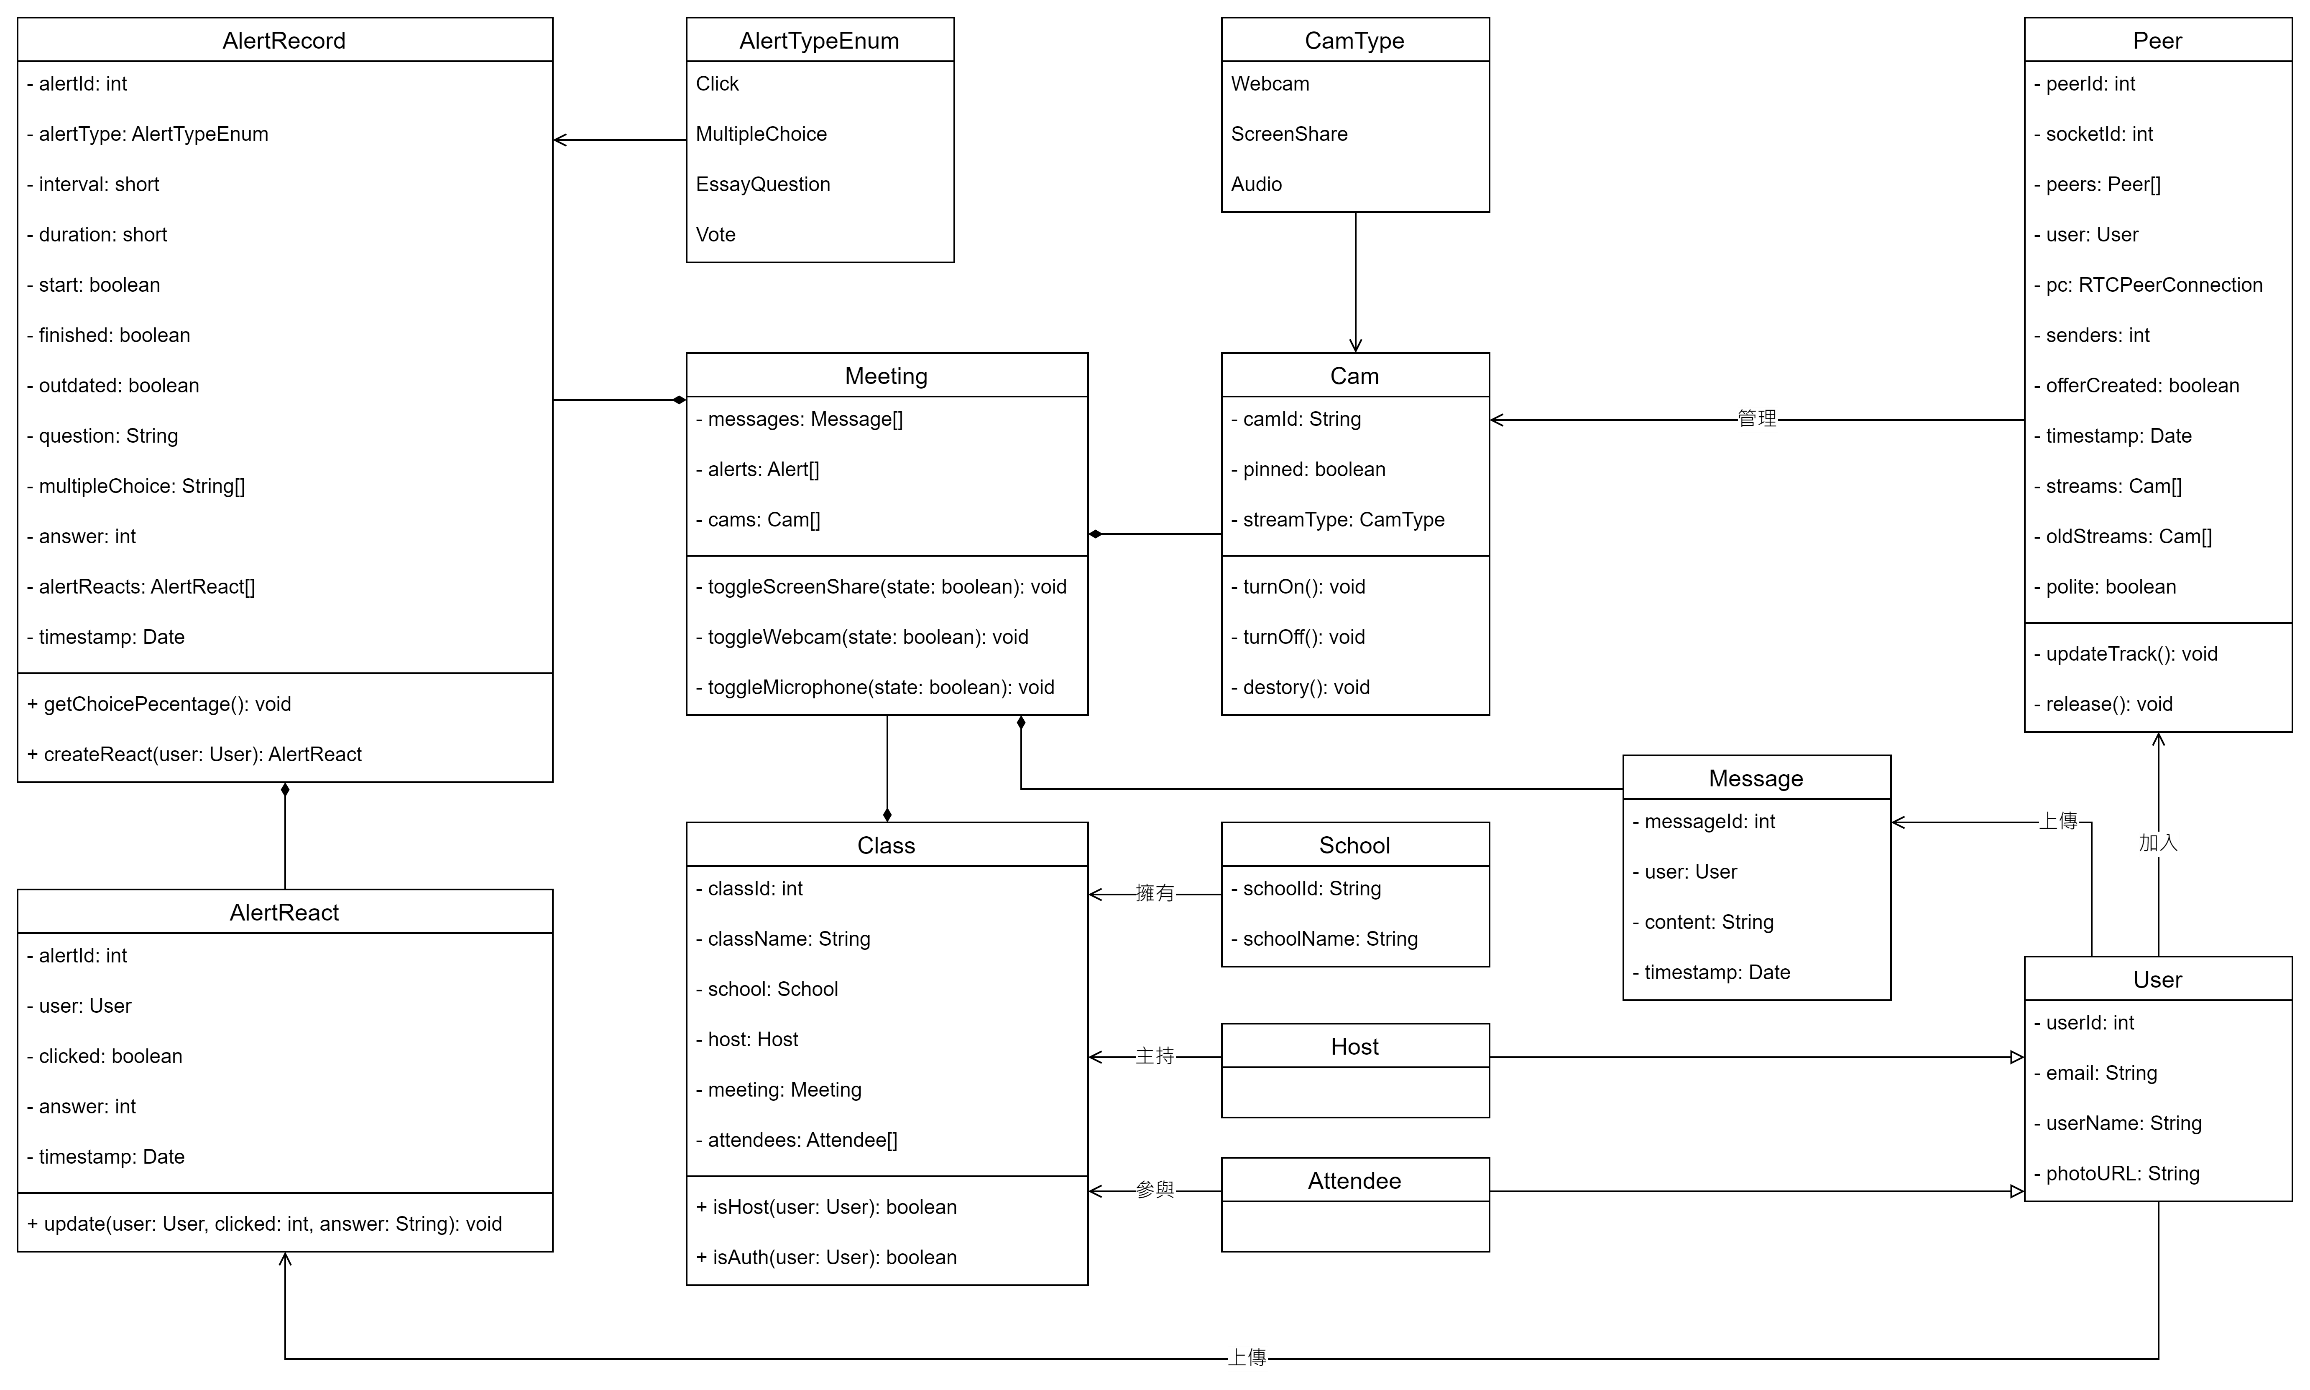 AlertRecord
- alertId: int
- alertType: AlertTypeEnum
- interval: short
- duration: short
- start: boolean
- finished: boolean
- outdated: boolean
- question: String
- multipleChoice: String[]
- answer: int
- alertReacts: AlertReact[]
- timestamp: Date
+ getChoicePecentage(): void
+ createReact(user: User): AlertReact
AlertTypeEnum
Click
MultipleChoice
EssayQuestion
Vote
CamType
Webcam
ScreenShare
Audio
Peer
- peerId: int
- socketId: int
- peers: Peer[]
- user: User
- pc: RTCPeerConnection
- senders: int
- offerCreated: boolean
- timestamp: Date
- streams: Cam[]
- oldStreams: Cam[]
- polite: boolean
- updateTrack(): void
- release(): void
Meeting
- messages: Message[]
- alerts: Alert[]
- cams: Cam[]
- toggleScreenShare(state: boolean): void
- toggleWebcam(state: boolean): void
- toggleMicrophone(state: boolean): void
Cam
- camId: String
- pinned: boolean
- streamType: CamType
- turnOn(): void
- turnOff(): void
- destory(): void
管理
Message
- messageId: int
- user: User
- content: String
- timestamp: Date
上傳
加入
Class
- classId: int
- className: String
- school: School
- host: Host
- meeting: Meeting
- attendees: Attendee[]
+ isHost(user: User): boolean
+ isAuth(user: User): boolean
擁有
School
- schoolId: String
- schoolName: String
主持
Host
參與
Attendee
User
- userId: int
- email: String
- userName: String
- photoURL: String
AlertReact
- alertId: int
- user: User
- clicked: boolean
- answer: int
- timestamp: Date
+ update(user: User, clicked: int, answer: String): void
上傳